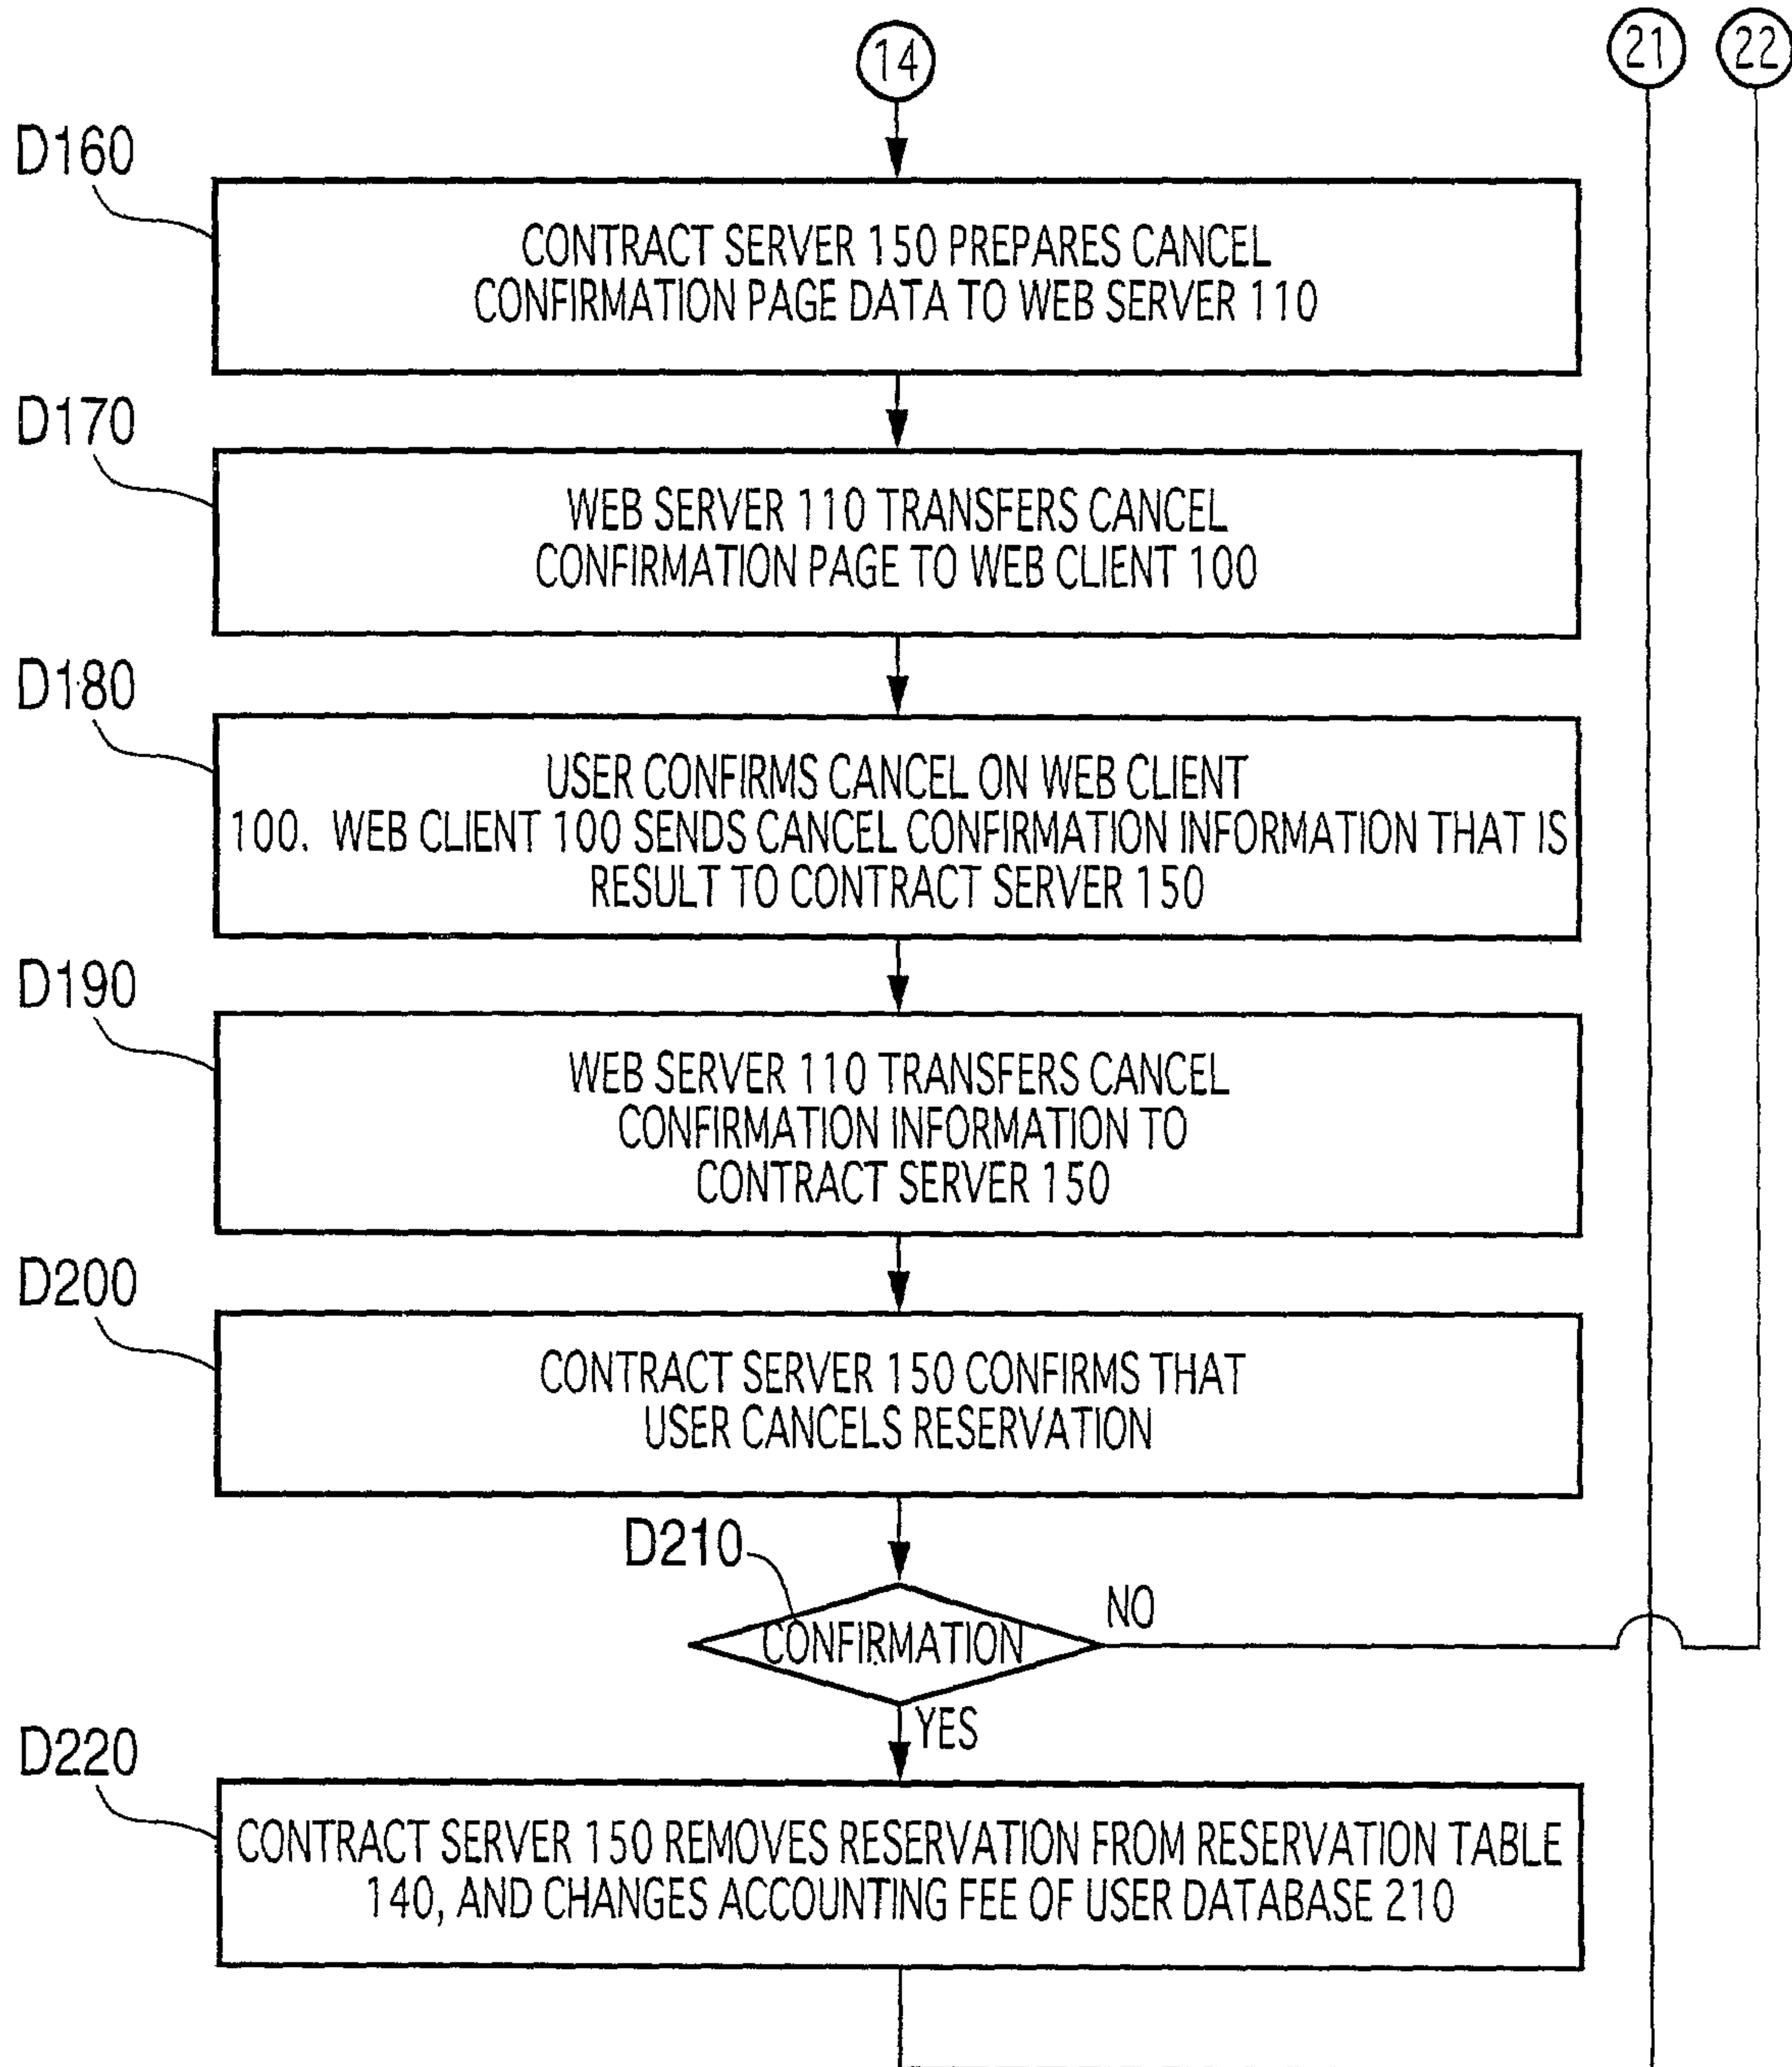 14
21
22
D160
CONTRACT SERVER 150 PREPARES CANCEL
CONFIRMATION PAGE DATA TO WEB SERVER 110
D170
WEB SERVER 110 TRANSFERS CANCEL
CONFIRMATION PAGE TO WEB CLIENT 100
D180
USER CONFIRMS CANCEL ON WEB CLIENT
100. WEB CLIENT 100 SENDS CANCEL CONFIRMATION INFORMATION THAT IS
RESULT TO CONTRACT SERVER 150
D190
WEB SERVER 110 TRANSFERS CANCEL
CONFIRMATION INFORMATION TO
CONTRACT SERVER 150
D200
CONTRACT SERVER 150 CONFIRMS THAT
USER CANCELS RESERVATION
D210
CONFIRMATION
NO
YES
D220
CONTRACT SERVER 150 REMOVES RESERVATION FROM RESERVATION TABLE
140, AND CHANGES ACCOUNTING FEE OF USER DATABASE 210